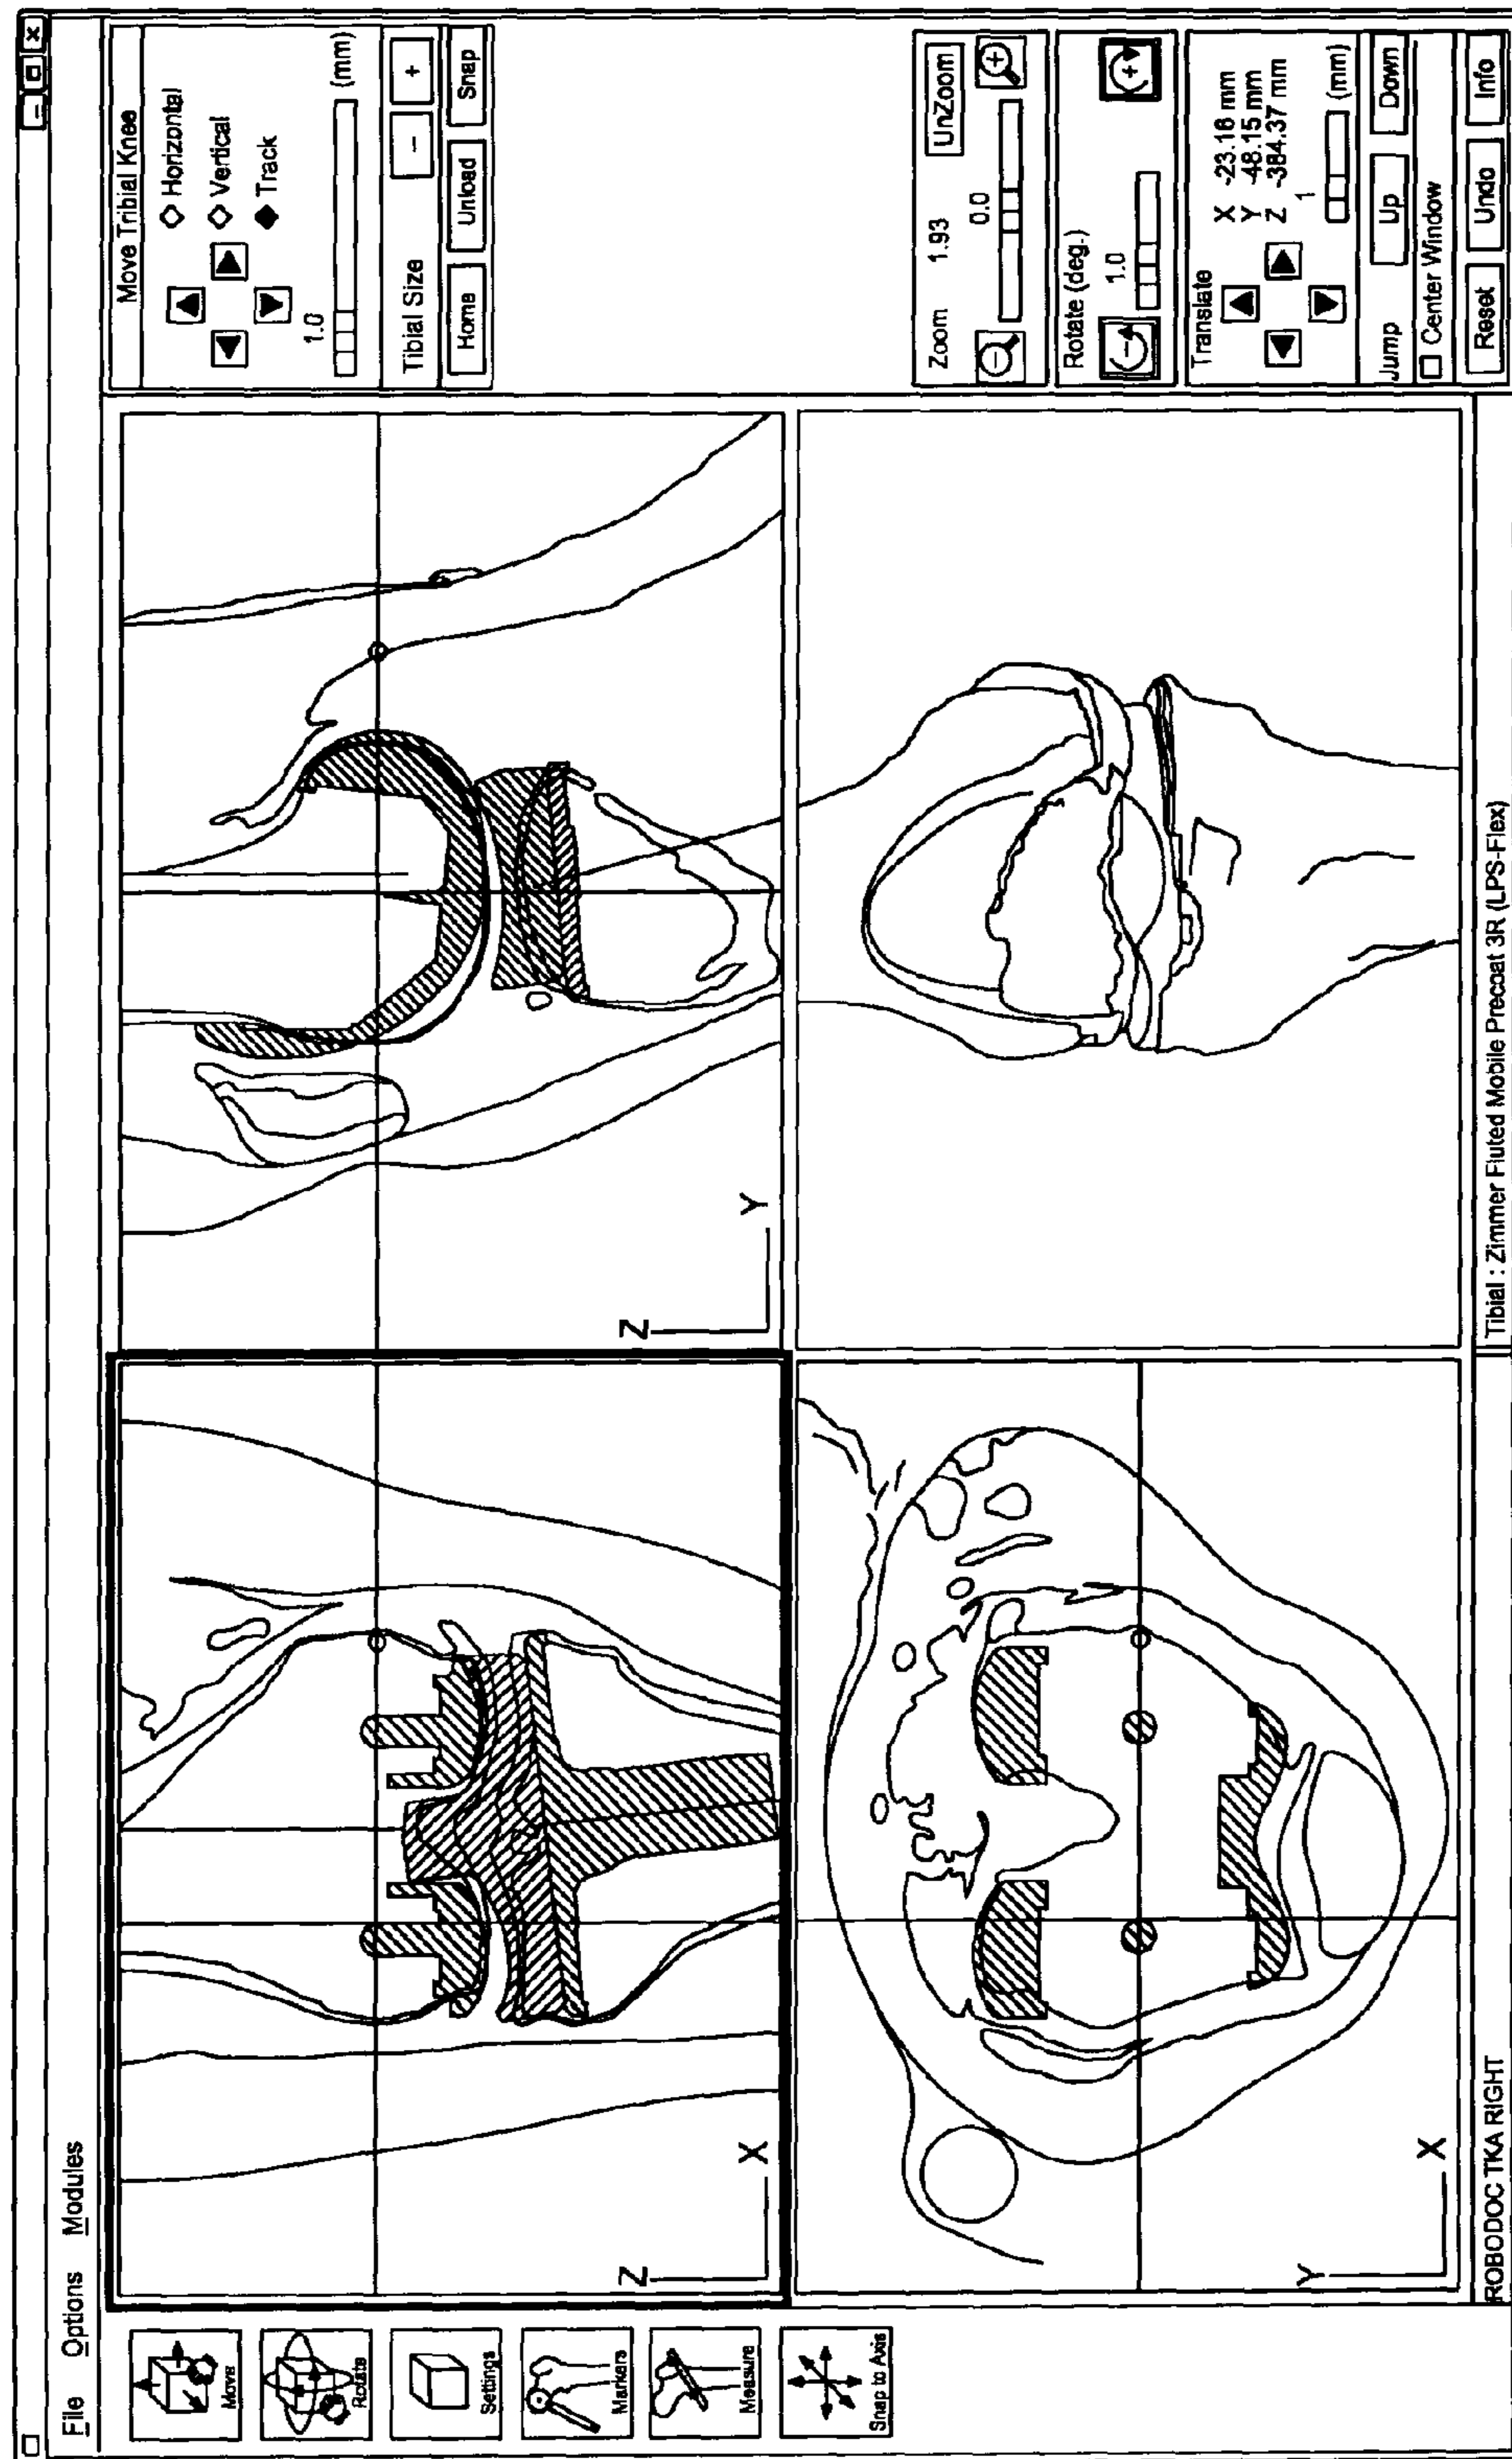 File Options Modules
Move
Rotate
Settings
Markers
Measure
Snap to Axis
Z
X
Z
Y
Y
X
Move Tribial Knee
Horizontal
Vertical
Track
1.0
(mm)
Tibial Size
− +
Home Unload Snap
Zoom 1.93 UnZoom
0.0
Rotate (deg.)
1.0
Translate
X -23.16 mm
Y -48.15 mm
Z -384.37 mm
1
(mm)
Jump Up Down
Center Window
Reset Undo Info
ROBODOC TKA RIGHT
Tibial : Zimmer Fluted Mobile Precoat 3R (LPS-Flex)